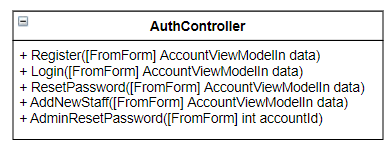 AuthController
+ Register([FromForm] AccountViewModelIn data)
+ Login([FromForm] AccountViewModelIn data)
+ ResetPassword([FromForm] AccountViewModelIn data)
+ AddNewStaff([FromForm] AccountViewModelIn data)
+ AdminResetPassword([FromForm] int accountId)